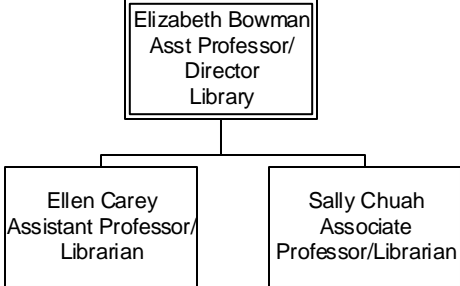 Elizabeth Bowman
Asst Professor/
Director
Library
Ellen Carey
Assistant Professor/
Librarian
Sally Chuah
Associate
Professor/Librarian